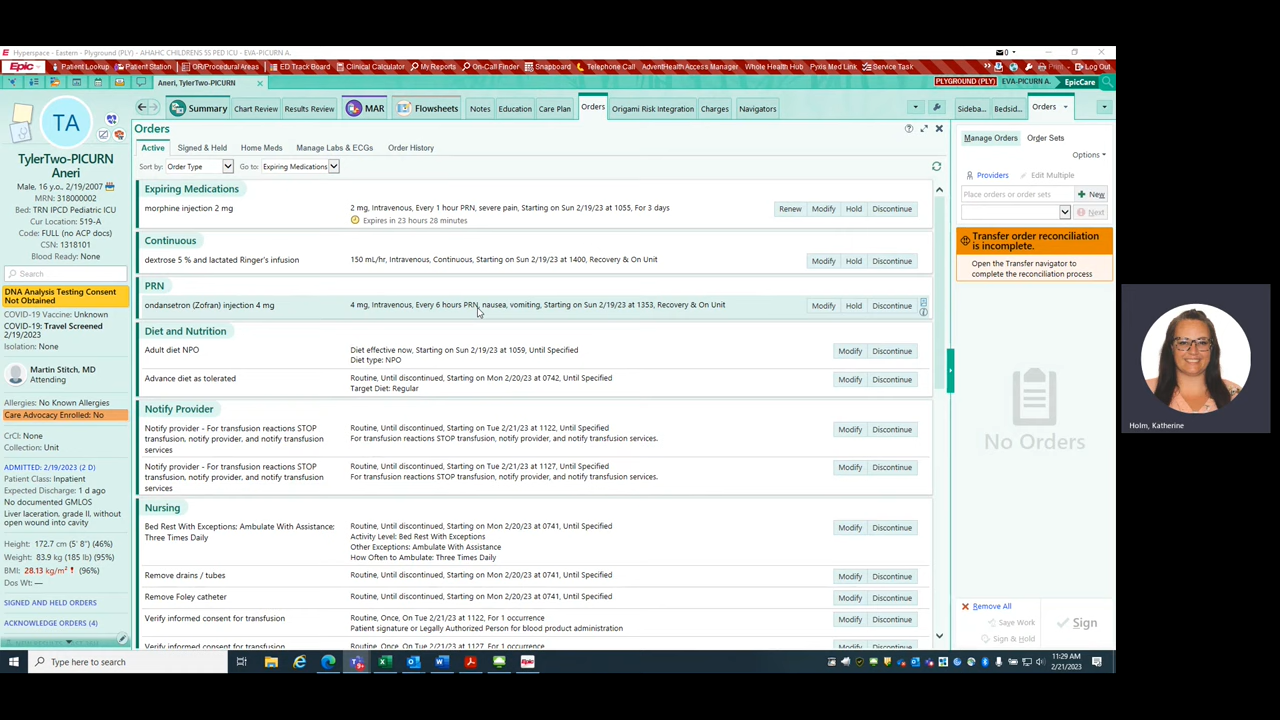 Hyperspace - Eastern - Plyground (PLY) - AHAHC CHILDRENS 5S PED ICU - EVA-PICURN A.
0
Epic
Patient Lookup
Patient Station
OR/Procedural Areas
ED Track Board
Clinical Calculator
My Reports
On-Call Finder
Snapboard
Telephone Call
AdventHealth Manager
Whole Health Hub
Pyxis Med Link
Service Task
Print
Log Out
Aneri, TylerTwo-PICURN
PLYGROUND (PLY)
EVA-PICURN A.
EpicCare
TA
TylerTwo-PICURN
Aneri
Male, 16 y.o., 2/19/2007
MRN: 318000002
Bed: TRN IPCD Pediatric ICU
Cur Location: 519-A
Code: FULL (no ACP docs)
CSN: 1318101
Blood Ready: None
Search
DNA Analysis Testing Consent
Not Obtained
COVID-19 Vaccine: Unknown
COVID-19: Travel Screened
2/19/2023
Isolation: None
Martin Stitch, MD
Attending
Allergies: No Known Allergies
Care Advocacy Enrolled: No
CrCl: None
Collection: Unit
ADMITTED: 2/19/2023 (2 D)
Patient Class: Inpatient
Expected Discharge: 1 d ago
No documented GMLOS
Liver laceration, grade II, without
open wound into cavity
Height: 172.7 cm (5' 8") (46%)
Weight: 83.9 kg (185 lb) (95%)
BMI: 28.13 kg/m² ! (96%)
Dos Wt: —
SIGNED AND HELD ORDERS
ACKNOWLEDGE ORDERS (4)
Summary
Chart Review
Results Review
MAR
Flowsheets
Notes
Education
Care Plan
Orders
Origami Risk Integration
Charges
Navigators
Orders
Active
Signed & Held
Home Meds
Manage Labs & ECGs
Order History
Sort by: Order Type
Go to: Expiring Medications
Expiring Medications
morphine injection 2 mg
2 mg, Intravenous, Every 1 hour PRN, severe pain, Starting on Sun 2/19/23 at 1055, For 3 days
Expires in 23 hours 28 minutes
Renew Modify Hold Discontinue
Continuous
dextrose 5 % and lactated Ringer's infusion
150 mL/hr, Intravenous, Continuous, Starting on Sun 2/19/23 at 1400, Recovery & On Unit
Modify Hold Discontinue
PRN
ondansetron (Zofran) injection 4 mg
4 mg, Intravenous, Every 6 hours PRN, nausea, vomiting, Starting on Sun 2/19/23 at 1353, Recovery & On Unit
Modify Hold Discontinue
Diet and Nutrition
Adult diet NPO
Diet effective now, Starting on Sun 2/19/23 at 1059, Until Specified
Diet type: NPO
Modify Discontinue
Advance diet as tolerated
Routine, Until discontinued, Starting on Mon 2/20/23 at 0742, Until Specified
Target Diet: Regular
Modify Discontinue
Notify Provider
Notify provider - For transfusion reactions STOP
transfusion, notify provider, and notify transfusion
services
Routine, Until discontinued, Starting on Tue 2/21/23 at 1122, Until Specified
For transfusion reactions STOP transfusion, notify provider, and notify transfusion services.
Modify Discontinue
Notify provider - For transfusion reactions STOP
transfusion, notify provider, and notify transfusion
services
Routine, Until discontinued, Starting on Tue 2/21/23 at 1127, Until Specified
For transfusion reactions STOP transfusion, notify provider, and notify transfusion services.
Modify Discontinue
Nursing
Bed Rest With Exceptions; Ambulate With Assistance;
Three Times Daily
Routine, Until discontinued, Starting on Mon 2/20/23 at 0741, Until Specified
Activity Level: Bed Rest With Exceptions
Other Exceptions: Ambulate With Assistance
How Often to Ambulate: Three Times Daily
Modify Discontinue
Remove drains / tubes
Routine, Until discontinued, Starting on Mon 2/20/23 at 0741, Until Specified
Modify Discontinue
Remove Foley catheter
Routine, Until discontinued, Starting on Mon 2/20/23 at 0741, Until Specified
Modify Discontinue
Verify informed consent for transfusion
Routine, Once, On Tue 2/21/23 at 1122, For 1 occurrence
Patient signature or Legally Authorized Person for blood product administration
Modify Discontinue
Verify informed consent for transfusion
Routine, Once, On Tue 2/21/23 at 1127, For 1 occurrence
Modify Discontinue
Sideba...
Bedsid...
Orders
Manage Orders
Order Sets
Options
Providers
Edit Multiple
Place orders or order sets
New
Next
Transfer order reconciliation
is incomplete.
Open the Transfer navigator to
complete the reconciliation process
No Orders
Remove All
Save Work
Sign & Hold
Sign
Holm, Katherine
Type here to search
11:29 AM
2/21/2023